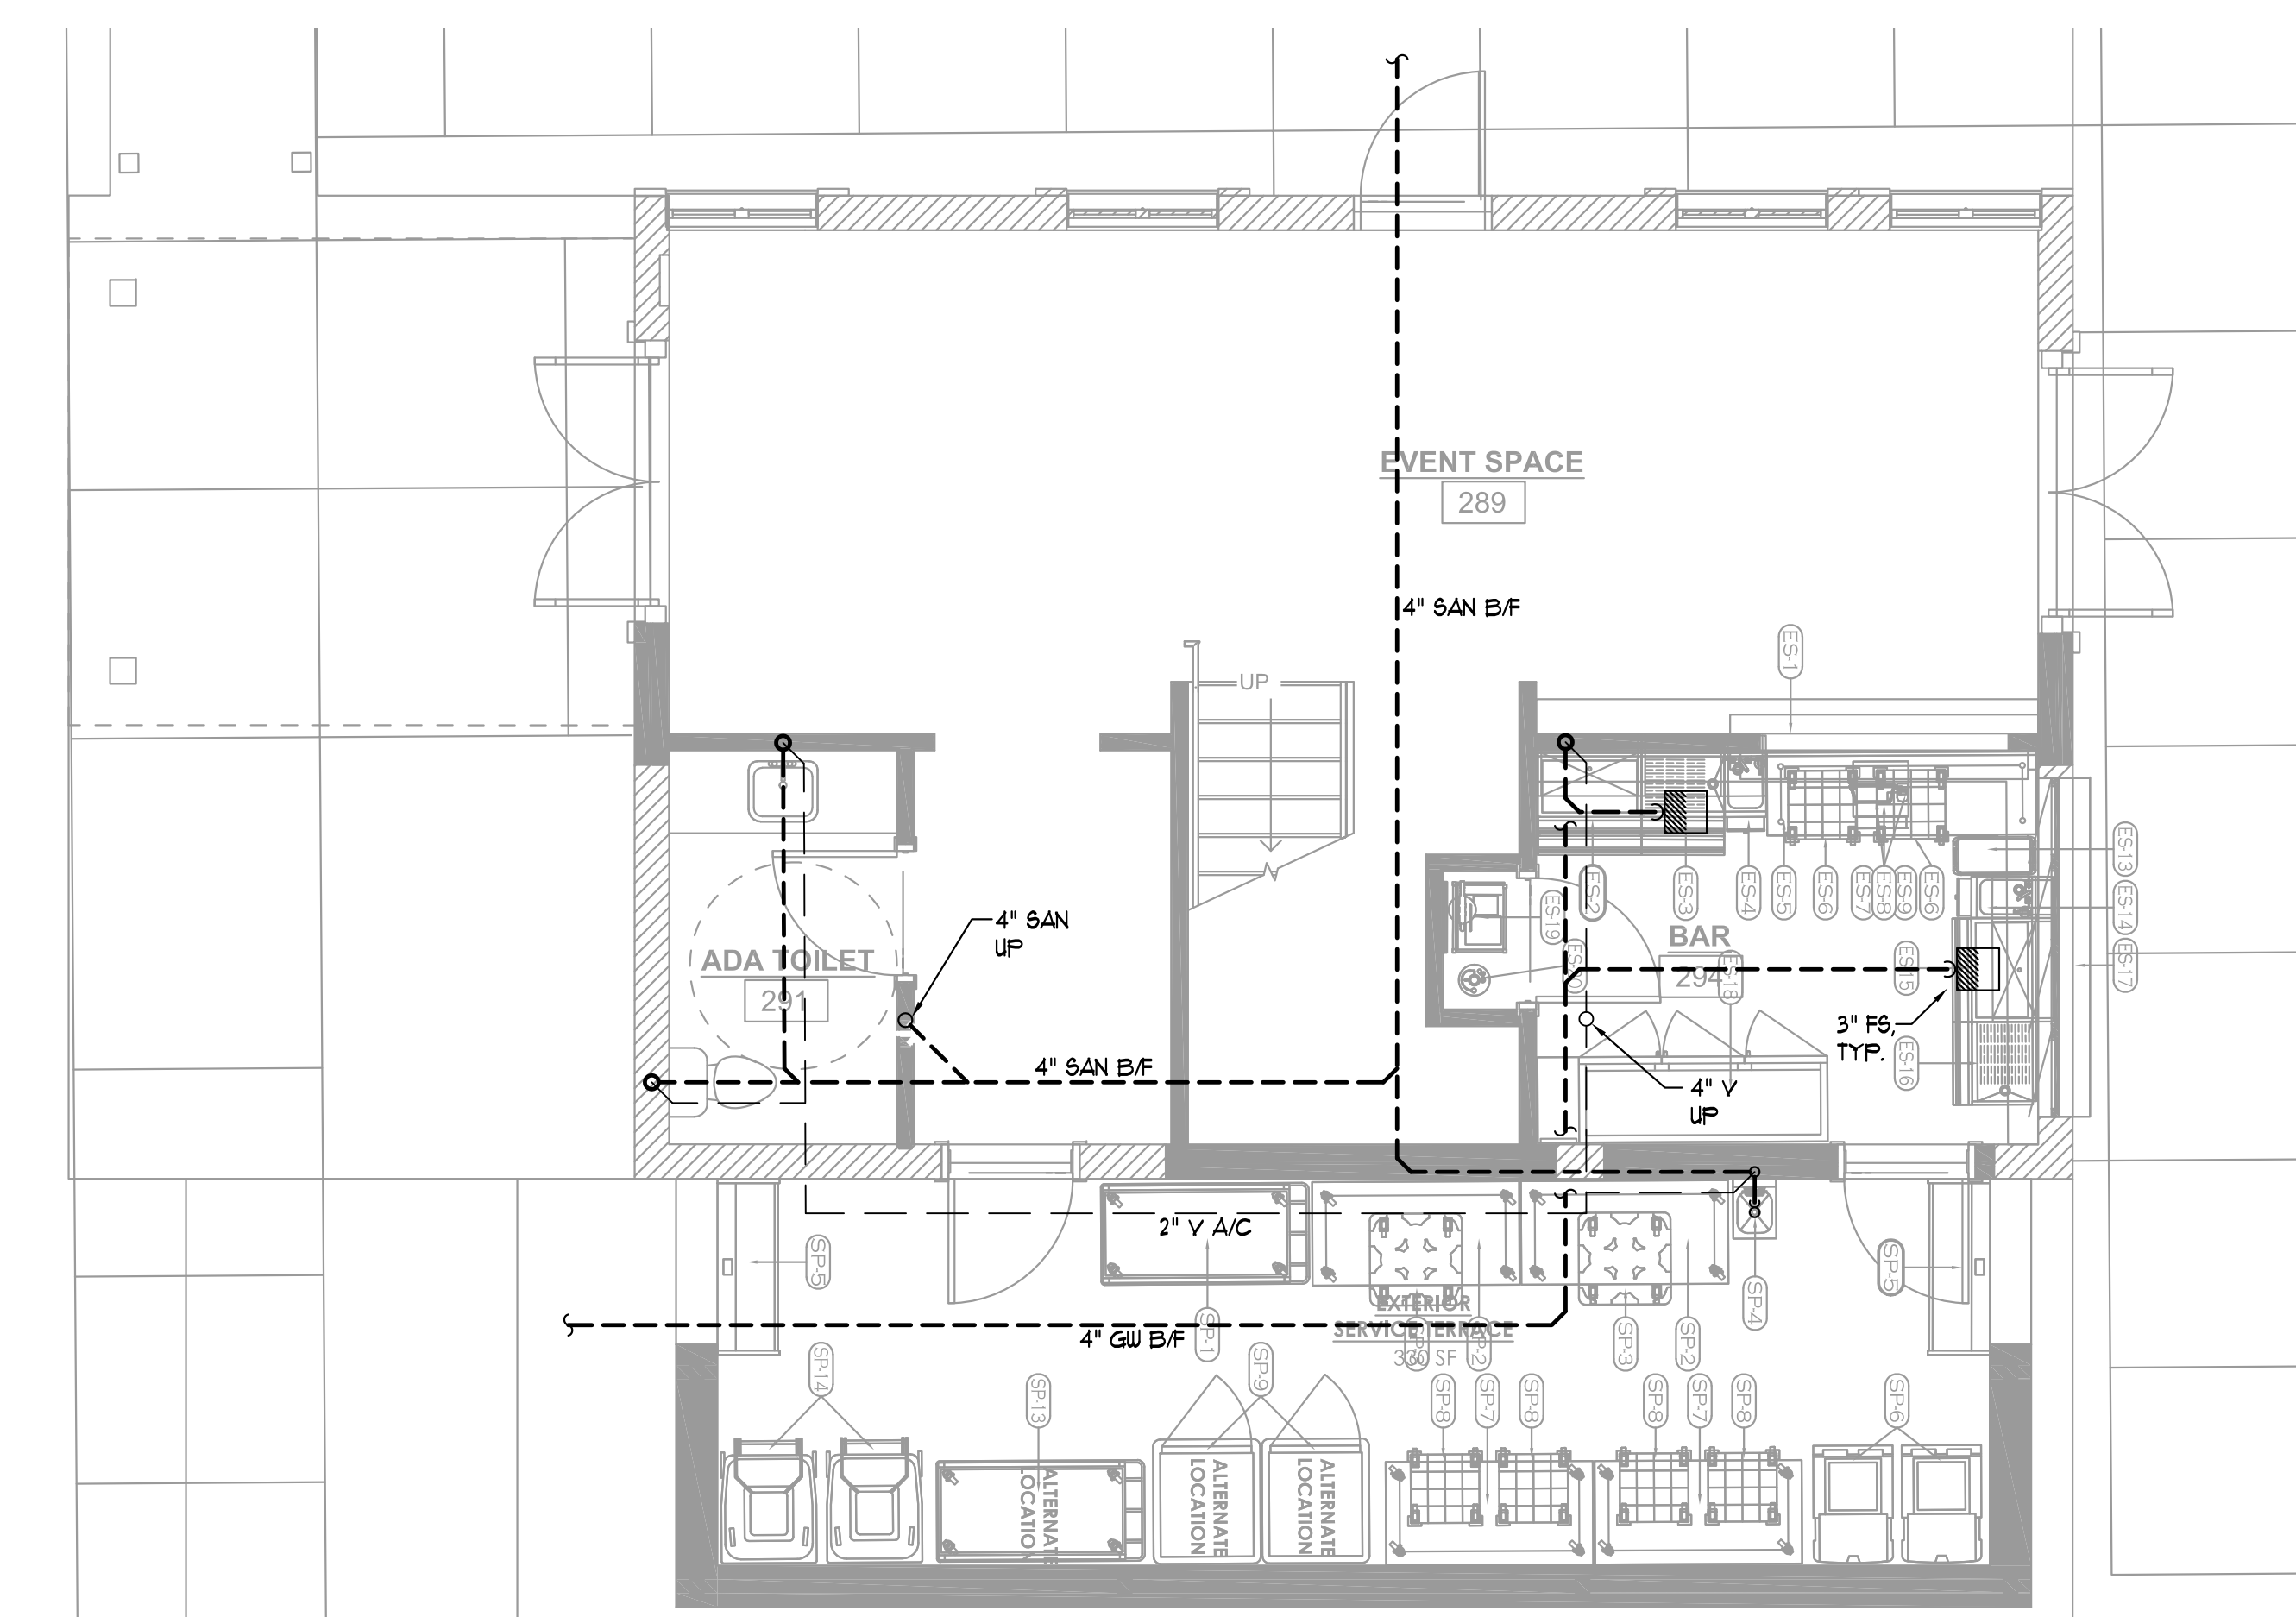 EVENT SPACE
289
4" SAN B/F
ES-1
UP
ES-2
ES-3
ES-4
ES-5
ES-6
ES-7
ES-8
ES-9
ES-6
ES-13
ES-14
ES-17
ES-19
ES-20
BAR
294
ES-18
ES-15
ES-16
3" FS,
TYP.
4" V
UP
4" SAN
UP
ADA TOILET
291
4" SAN B/F
2" V A/C
SP-5
SP-1
4" GW B/F
EXTERIOR
SERVICE TERRACE
SF
SP-2
SP-3
SP-2
SP-4
SP-5
SP-14
SP-13
SP-9
SP-8
SP-7
SP-8
SP-8
SP-7
SP-8
SP-6
ALTERNATE
LOCATION
ALTERNATE
LOCATION
ALTERNATE
LOCATION